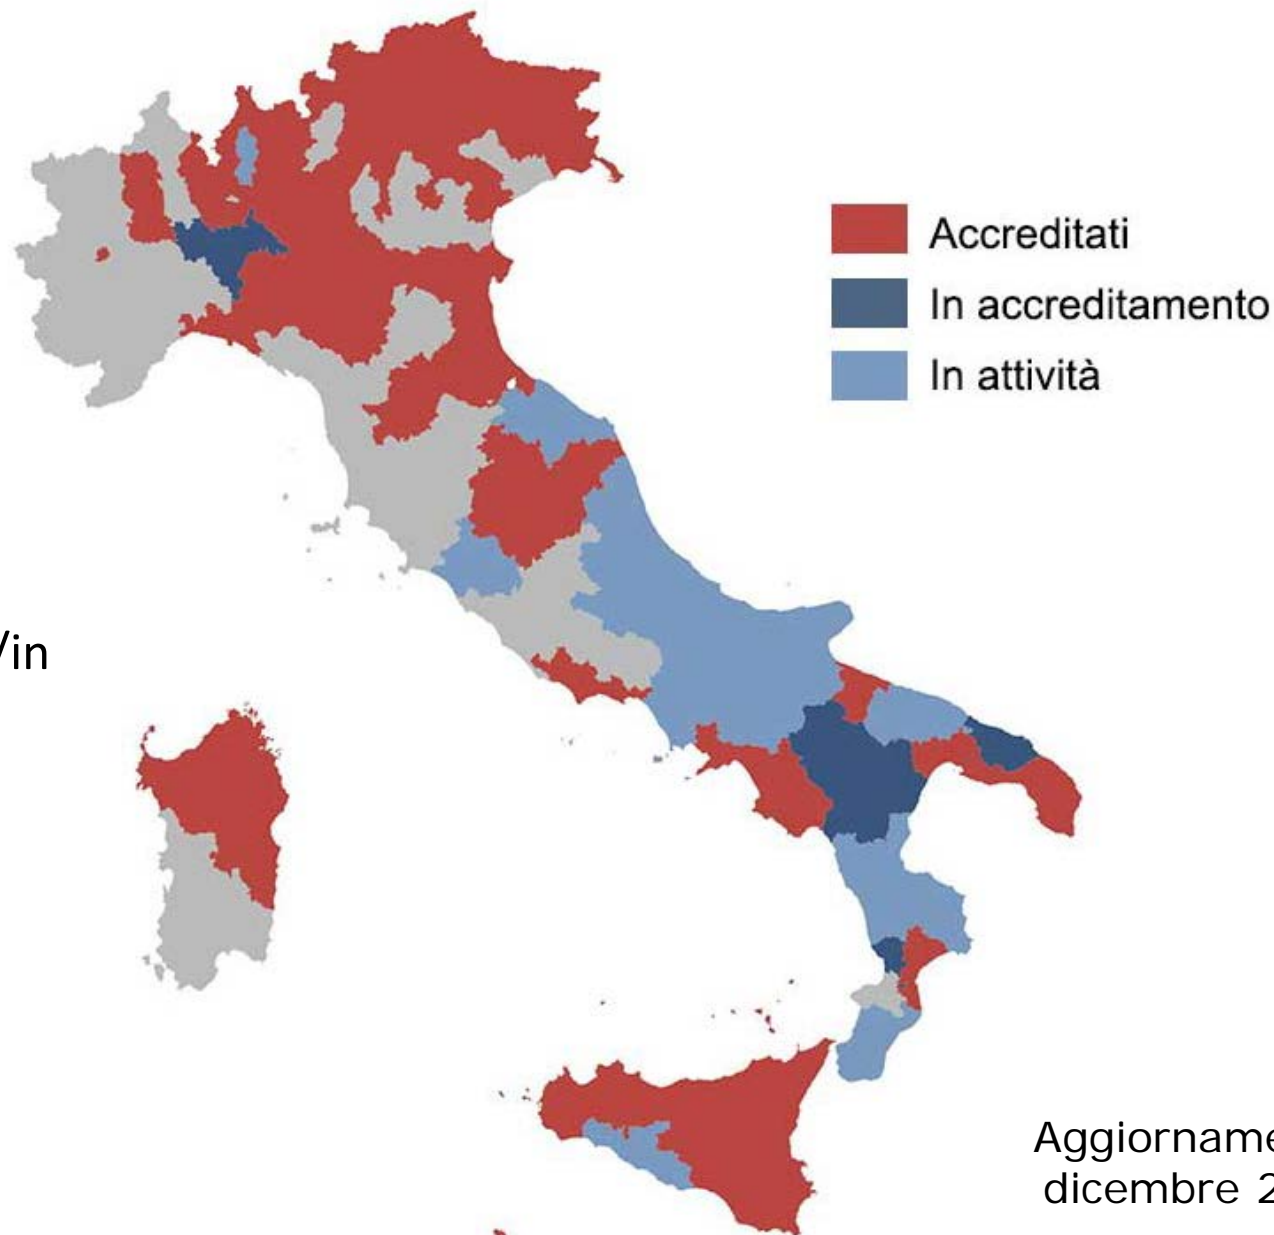 Accreditati
In accreditamento
In attività
/in
Aggiorname
dicembre 2